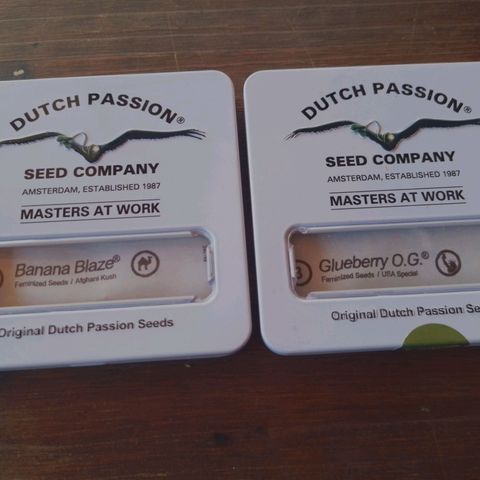 DUTCH PASSION®
SEED COMPANY
AMSTERDAM, ESTABLISHED 1987
MASTERS AT WORK
Banana Blaze®
Feminized Seeds / Afghani Kush
Original Dutch Passion Seeds
DUTCH PASSION®
SEED COMPANY
AMSTERDAM, ESTABLISHED 1987
MASTERS AT WORK
3 Glueberry O.G.®
Feminized Seeds / USA Special
Original Dutch Passion See